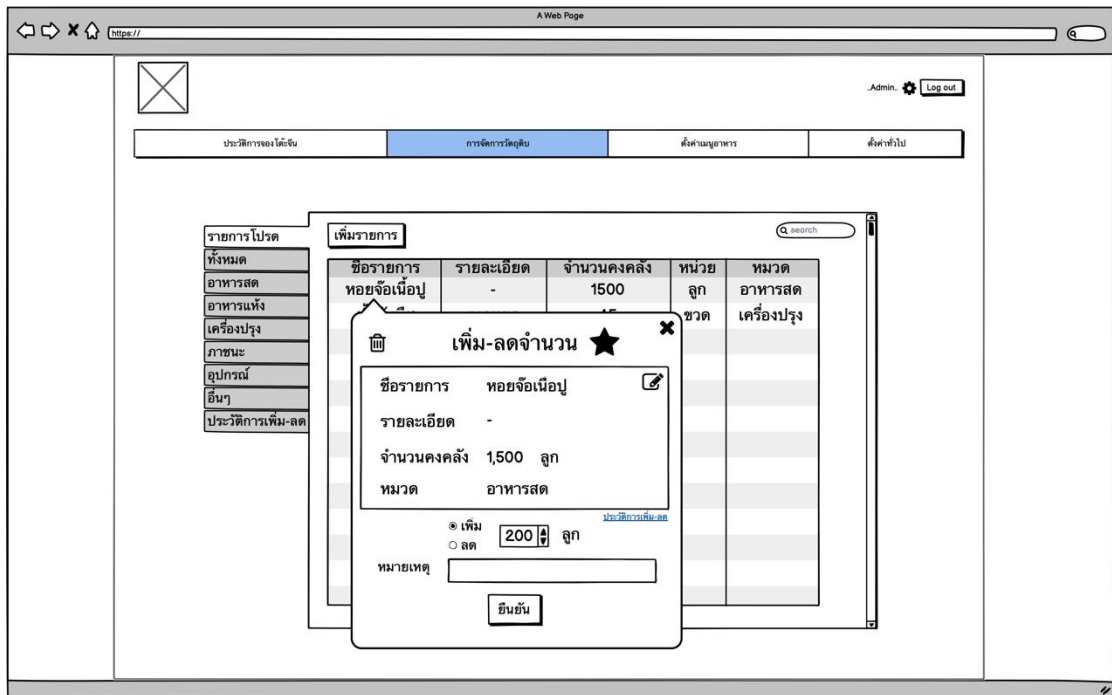 A Web Page
https://
..Admin.. Log out
ประวัติการจองโต๊ะจีน การจัดการวัตถุดิบ ตั้งค่าเมนูอาหาร ตั้งค่าทั่วไป
รายการโปรด
ทั้งหมด
อาหารสด
อาหารแห้ง
เครื่องปรุง
ภาชนะ
อุปกรณ์
อื่นๆ
ประวัติการเพิ่ม-ลด
เพิ่มรายการ search
ชื่อรายการ รายละเอียด จำนวนคงคลัง หน่วย หมวด
หอยจ๊อเนื้อปู - 1500 ลูก อาหารสด
ขวด เครื่องปรุง
เพิ่ม-ลดจำนวน
ชื่อรายการ หอยจ๊อเนื้อปู
รายละเอียด -
จำนวนคงคลัง 1,500 ลูก
หมวด อาหารสด
ประวัติการเพิ่ม-ลด
เพิ่ม
ลด
200 ลูก
หมายเหตุ
ยืนยัน